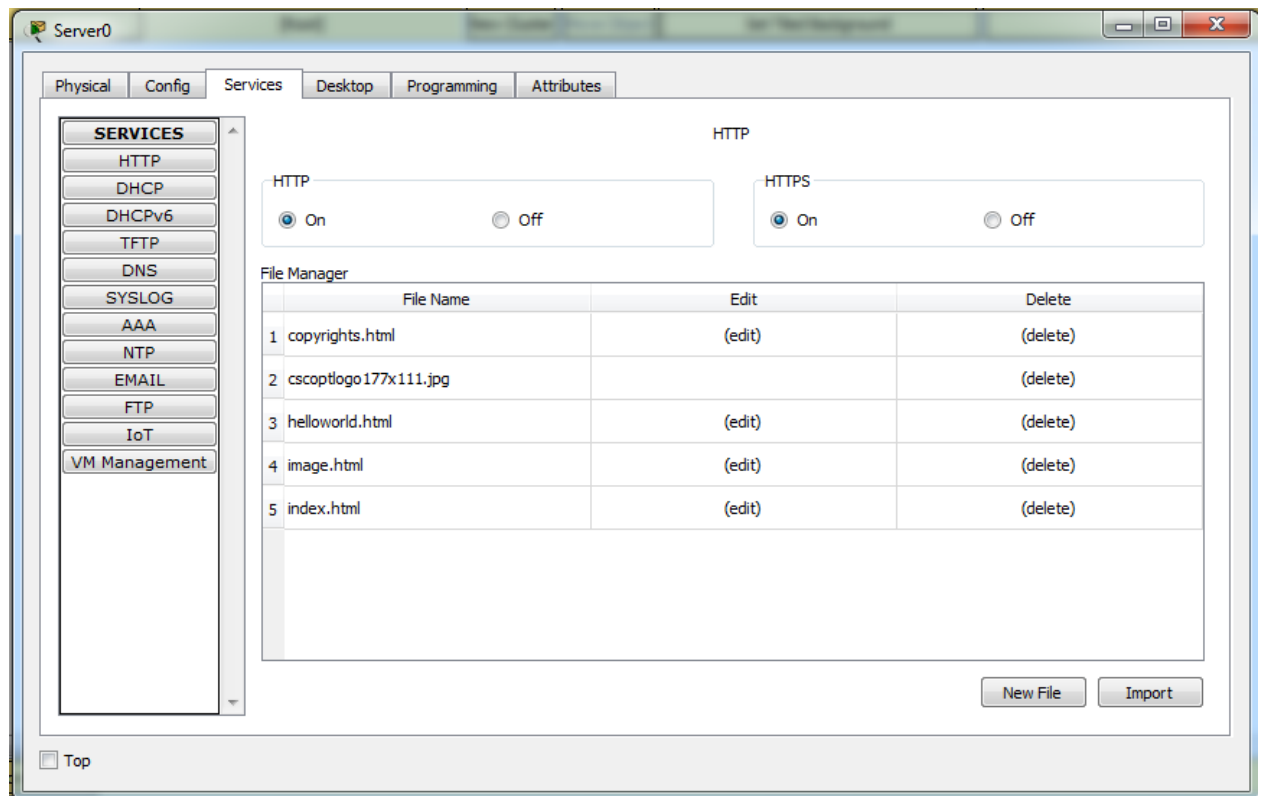 Server0
Physical Config Services Desktop Programming Attributes
SERVICES
HTTP
DHCP
DHCPv6
TFTP
DNS
SYSLOG
AAA
NTP
EMAIL
FTP
IoT
VM Management
HTTP
HTTP
On Off
HTTPS
On Off
File Manager
File Name Edit Delete
1 copyrights.html (edit) (delete)
2 cscoptlogo177x111.jpg (delete)
3 helloworld.html (edit) (delete)
4 image.html (edit) (delete)
5 index.html (edit) (delete)
New File Import
Top